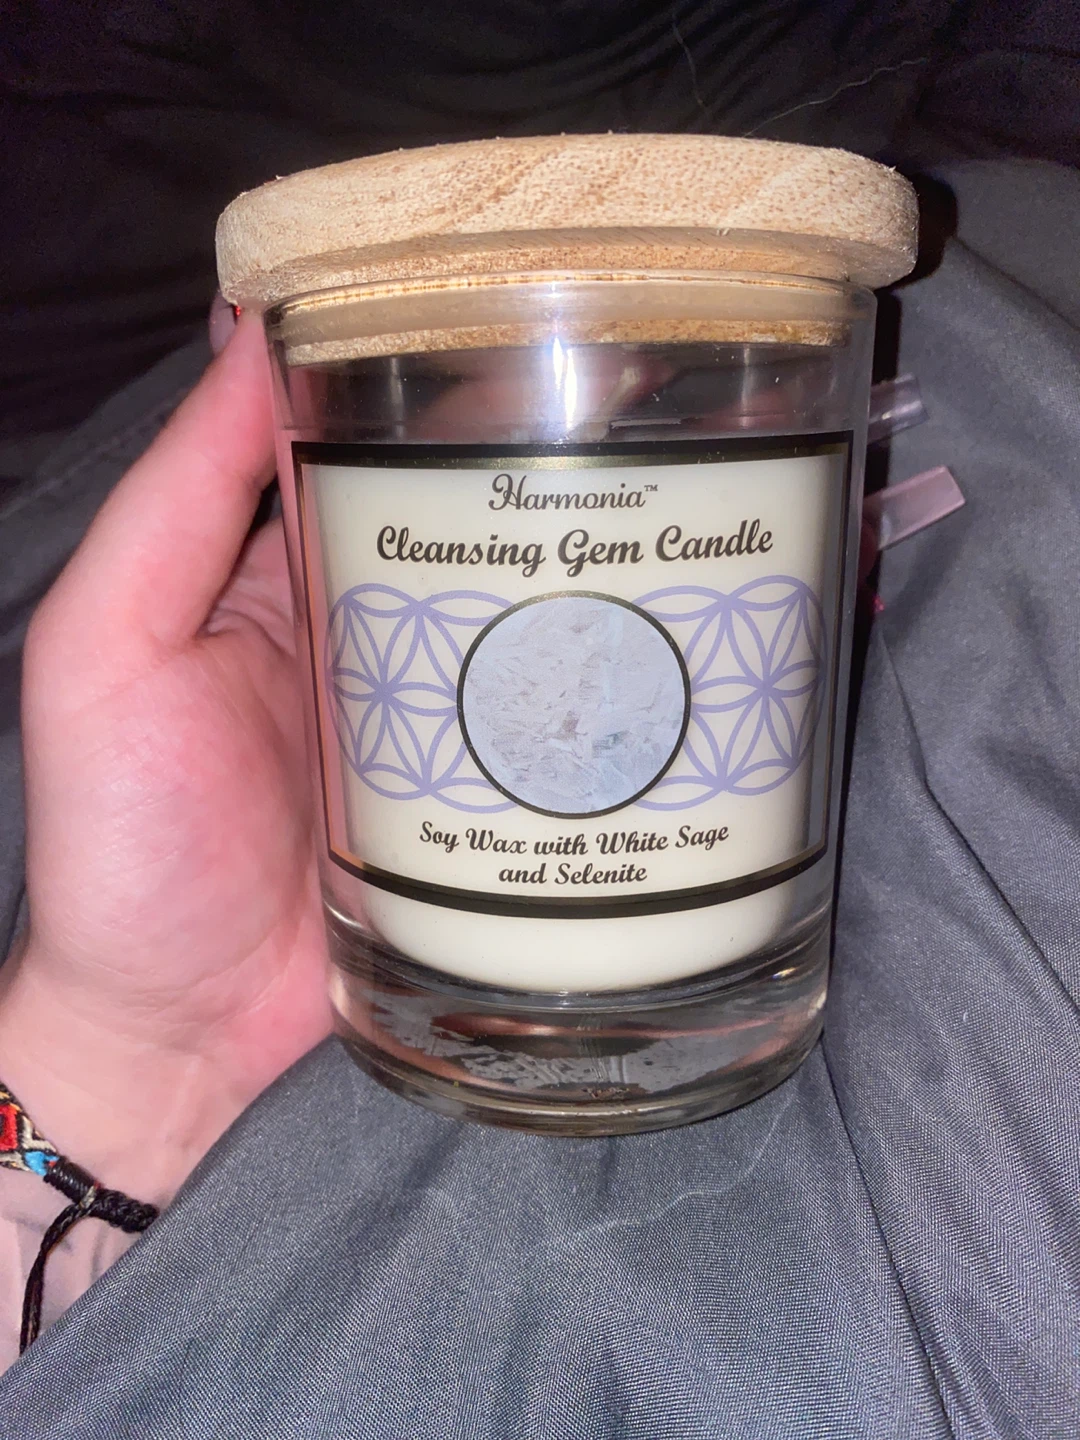 Harmonia™
Cleansing Gem Candle
Soy Wax with White Sage
and Selenite